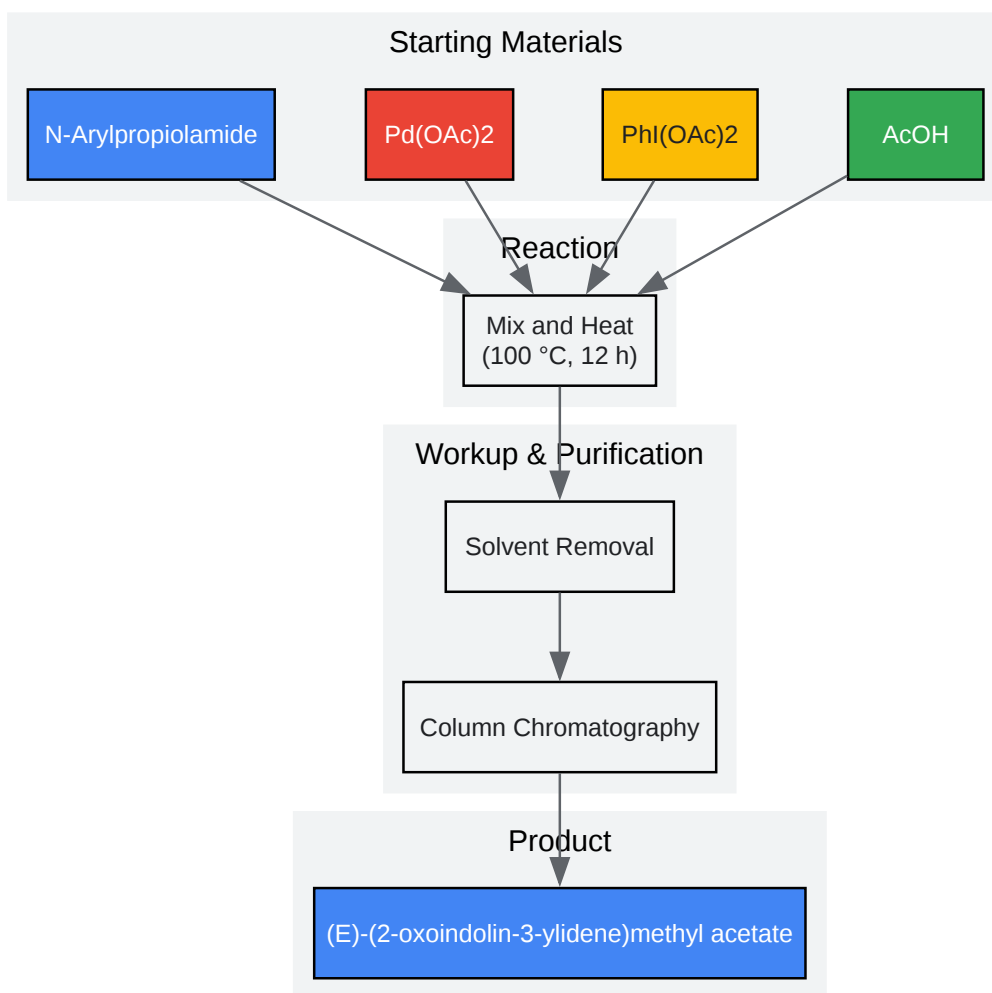 Starting Materials
N-Arylpropiolamide
Pd(OAc)2
PhI(OAc)2
AcOH
Reaction
Mix and Heat
(100 °C, 12 h)
Workup & Purification
Solvent Removal
Column Chromatography
Product
(E)-(2-oxoindolin-3-ylidene)methyl acetate